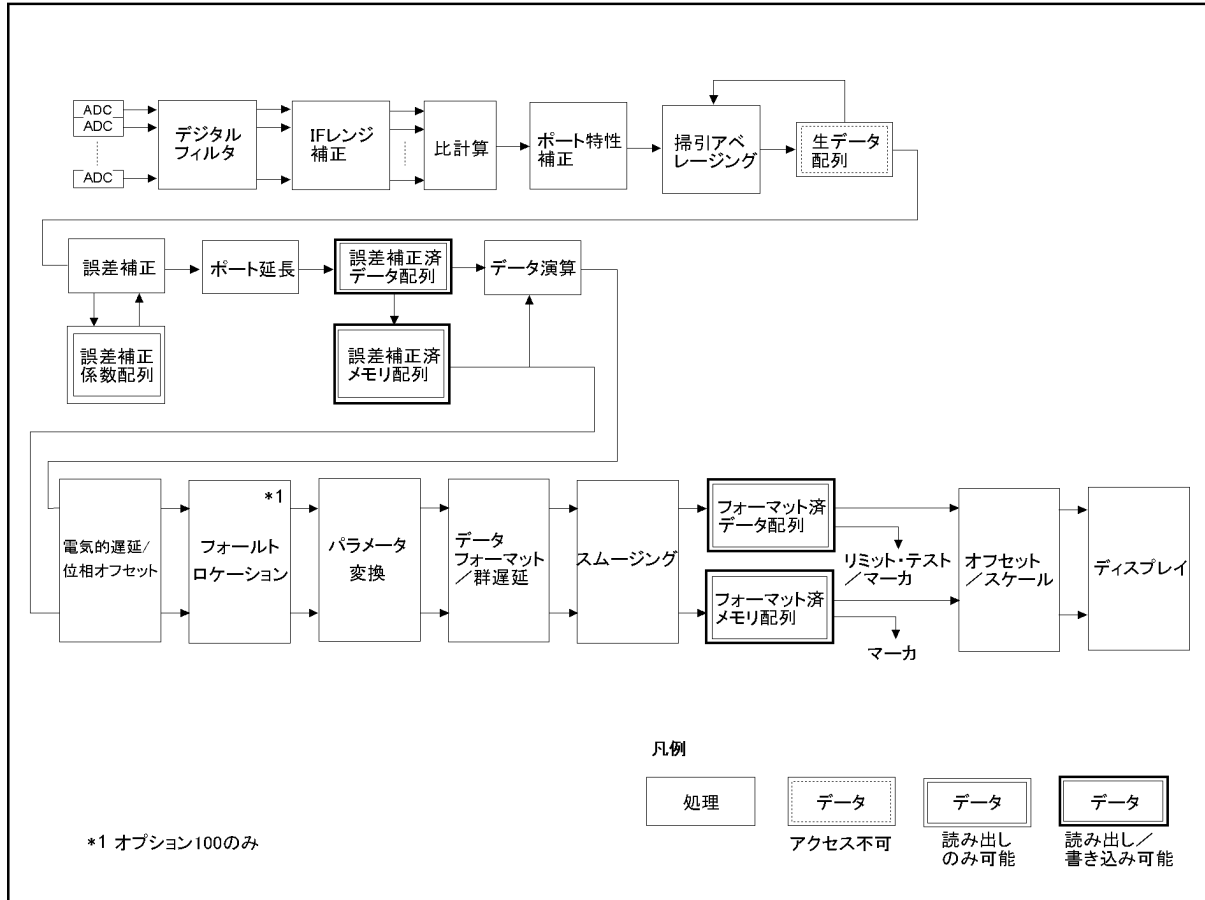 ADC
ADC
ADC
デジタル
フィルタ
IFレンジ
補正
比計算
ポート特性
補正
掃引アベ
レージング
生データ
配列
誤差補正
ポート延長
誤差補正済
データ配列
データ演算
誤差補正
係数配列
誤差補正済
メモリ配列
電気的遅延/
位相オフセット
*1
フォールト
ロケーション
パラメータ
変換
データ
フォーマット
/群遅延
スムージング
フォーマット済
データ配列
リミット・テスト
/マーカ
フォーマット済
メモリ配列
マーカ
オフセット
/スケール
ディスプレイ
凡例
処理
データ
アクセス不可
データ
読み出し
のみ可能
データ
読み出し/
書き込み可能
*1 オプション100のみ